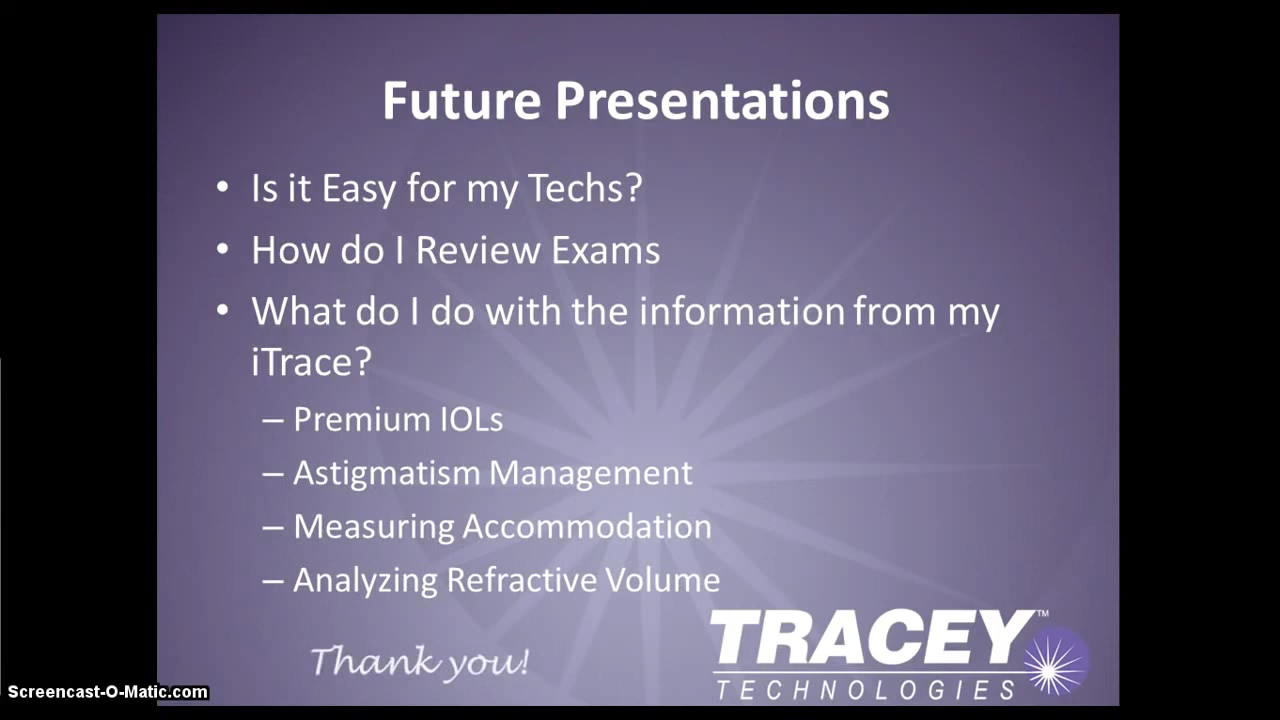 Future Presentations
• Is it Easy for my Techs?
• How do I Review Exams
• What do I do with the information from my
iTrace?
– Premium IOLs
– Astigmatism Management
– Measuring Accommodation
– Analyzing Refractive Volume
Thank you!
TRACEY™
TECHNOLOGIES
Screencast-O-Matic.com